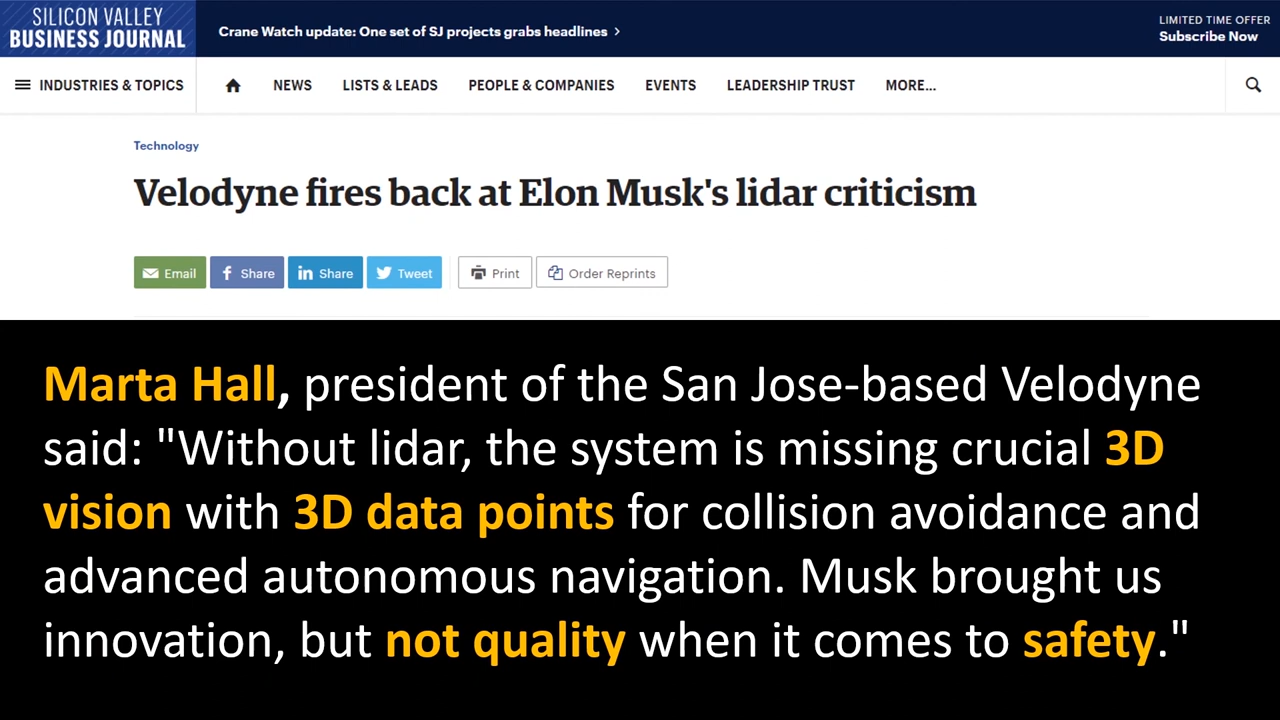 SILICON VALLEY
BUSINESS JOURNAL
Crane Watch update: One set of SJ projects grabs headlines >
LIMITED TIME OFFER
Subscribe Now
INDUSTRIES & TOPICS
NEWS
LISTS & LEADS
PEOPLE & COMPANIES
EVENTS
LEADERSHIP TRUST
MORE...
Technology
Velodyne fires back at Elon Musk's lidar criticism
Email
Share
Share
Tweet
Print
Order Reprints
Marta Hall, president of the San Jose-based Velodyne
said: "Without lidar, the system is missing crucial 3D
vision with 3D data points for collision avoidance and
advanced autonomous navigation. Musk brought us
innovation, but not quality when it comes to safety."